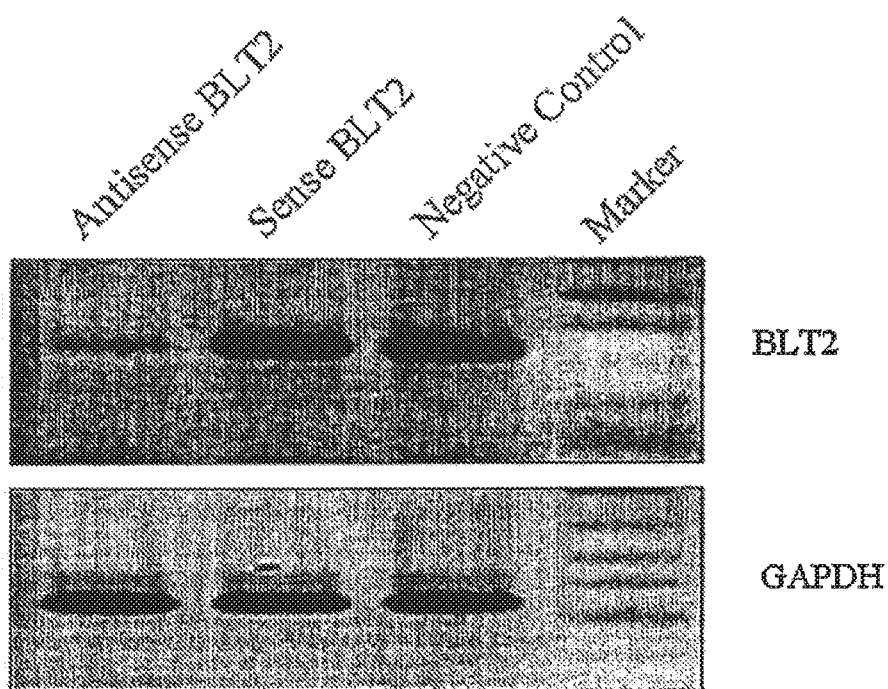 Antisense BLT2
Sense BLT2
Negative Control
Marker
BLT2
GAPDH